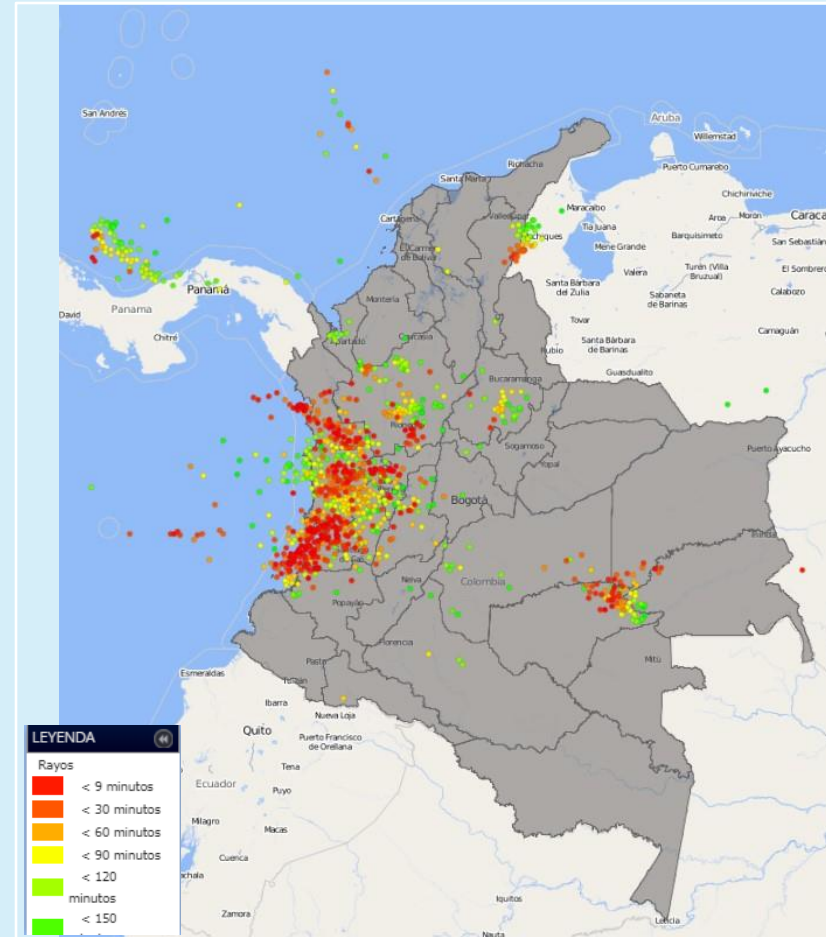 San Andrés
Aruba
Willemstad
Riohacha
Puerto Cumarebo
Santa Marta
Chichiriviche
Maracaibo
Cartagena
Valledupar
Aroa
Morón
Caraca
Tía Juana
Barquisimeto
San Sebastián
El Carmen
de Bolívar
Mene Grande
Turén (Villa
Bruzual)
El Sombrero
Valera
Santa Bárbara
del Zulia
Panamá
Sabaneta
de Barinas
Calabozo
Montería
David
Panama
Tovar
Camaguán
Chitré
Caucasia
Santa Bárbara
de Barinas
Rubio
Guasdualito
Bucaramanga
Sogamoso
Puerto Ayacucho
Yopal
Bogotá
Neiva
Colombia
Popayán
Florencia
Mitú
Pasto
Esmeraldas
Ibarra
Nueva Loja
Quito
Puerto Francisco
de Orellana
Tena
Ecuador
Puyo
Milagro
Macas
Cuenca
achala
Zamora
Iquitos
Nauta
Leticia
LEYENDA
Rayos
< 9 minutos
< 30 minutos
< 60 minutos
< 90 minutos
< 120
minutos
< 150